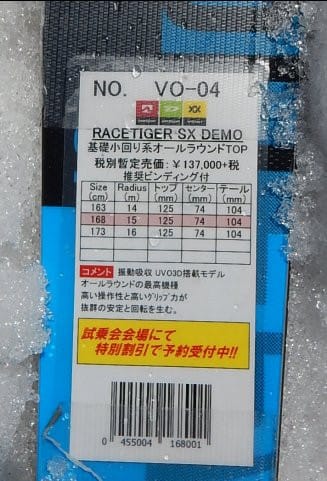 NO. VO-04
RACETIGER SX DEMO
基礎小回り系オールラウンドTOP
税別暫定売価：￥137,000+税
推奨ビンディング付
Size (cm) Radius (m) トップ (mm) センター (mm) テール (mm)
163 14 125 74 104
168 15 125 74 104
173 16 125 74 104
コメント 振動吸収 UVO3D搭載モデル
オールラウンドの最高機種
高い操作性と高いグリップ力が
抜群の安定と回転を生む。
試乗会会場にて
特別割引で予約受付中!!
0 455004 168001